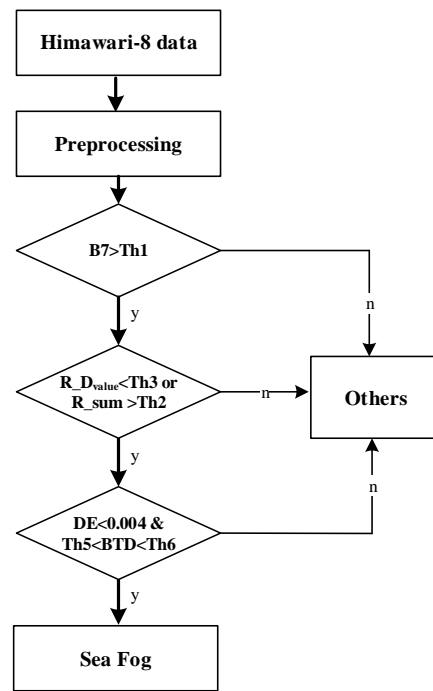 Himawari-8 data
Preprocessing
B7>Th1
n
y
R_Dvalue<Th3 or
R_sum >Th2
n
Others
y
n
DE<0.004 &
Th5<BTD<Th6
y
Sea Fog